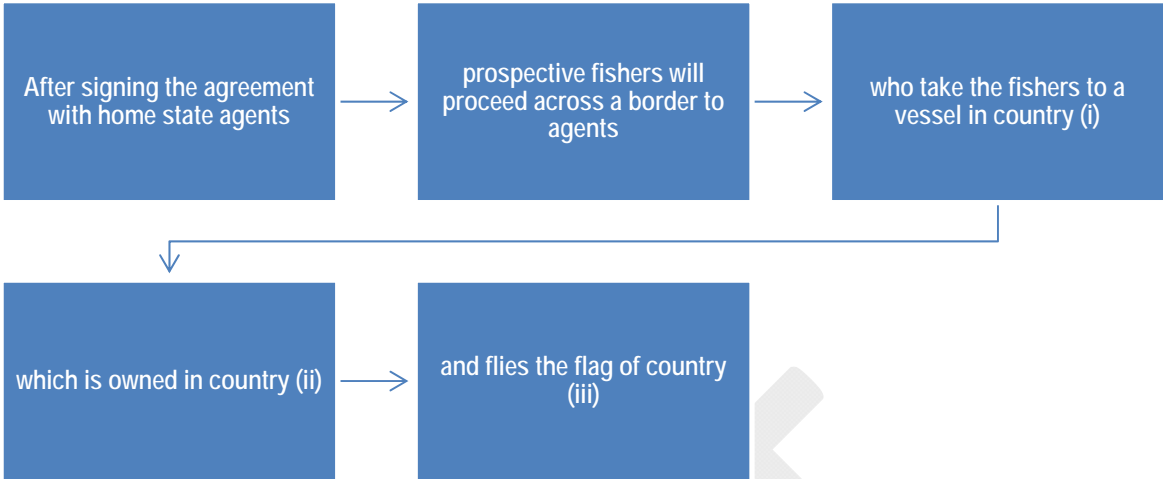 After signing the agreement
with home state agents
prospective fishers will
proceed across a border to
agents
who take the fishers to a
vessel in country (i)
which is owned in country (ii)
and flies the flag of country
(iii)